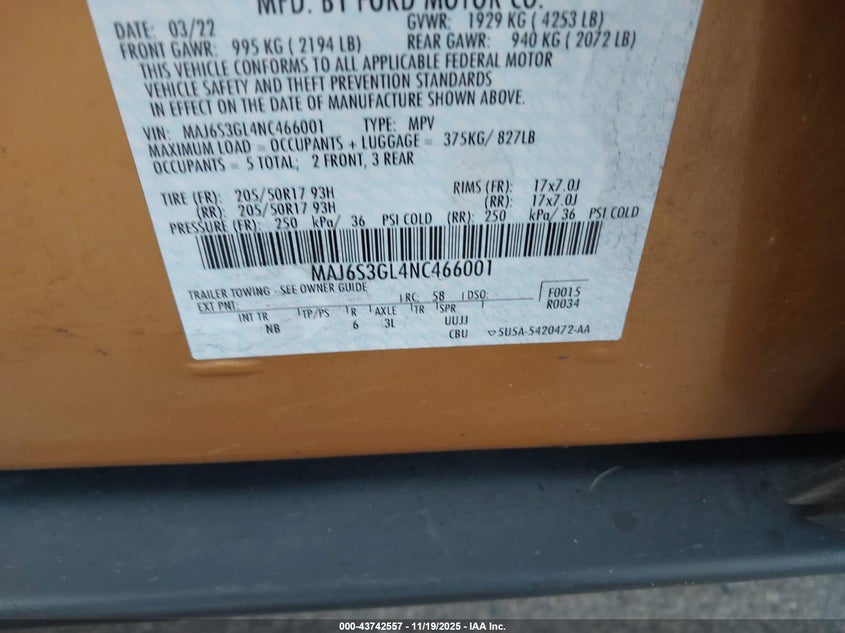 MFD. BY FORD MOTOR CO.
DATE: 03/22 GVWR: 1929 KG ( 4253 LB)
FRONT GAWR: 995 KG ( 2194 LB) REAR GAWR: 940 KG ( 2072 LB)
THIS VEHICLE CONFORMS TO ALL APPLICABLE FEDERAL MOTOR
VEHICLE SAFETY AND THEFT PREVENTION STANDARDS
IN EFFECT ON THE DATE OF MANUFACTURE SHOWN ABOVE.
VIN: MAJ6S3GL4NC466001 TYPE: MPV
MAXIMUM LOAD = OCCUPANTS + LUGGAGE = 375KG/ 827LB
OCCUPANTS = 5 TOTAL; 2 FRONT, 3 REAR
TIRE (FR): 205/50R17 93H RIMS (FR): 17x7.0J
(RR): 205/50R17 93H (RR): 17x7.0J
PRESSURE (FR): 250 kPa/ 36 PSI COLD (RR): 250 kPa/ 36 PSI COLD
MAJ6S3GL4NC466001
TRAILER TOWING - SEE OWNER GUIDE
EXT PNT: RC: 58 DSO: F0015
R0034
INT TR TP/PS R AXLE TR SPR
NB 6 3L UUJJ
CBU SU5A-5420472-AA
000-43742557 - 11/19/2025 - IAA Inc.